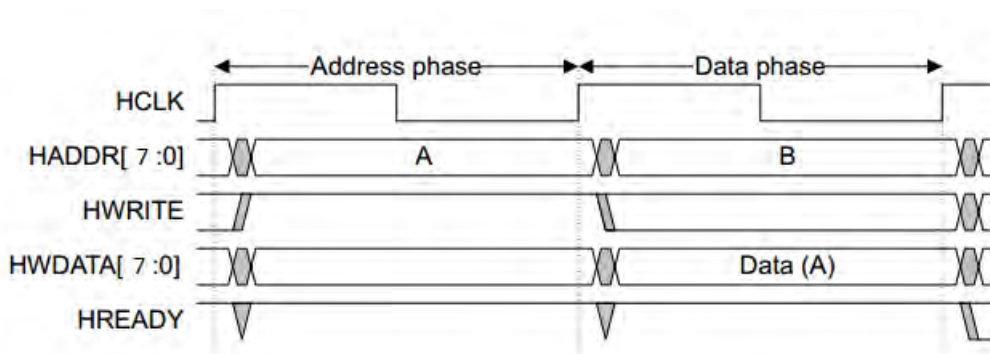 Address phase Data phase
HCLK
HADDR[ 7 :0] A B
HWRITE
HWDATA[ 7 :0] Data (A)
HREADY